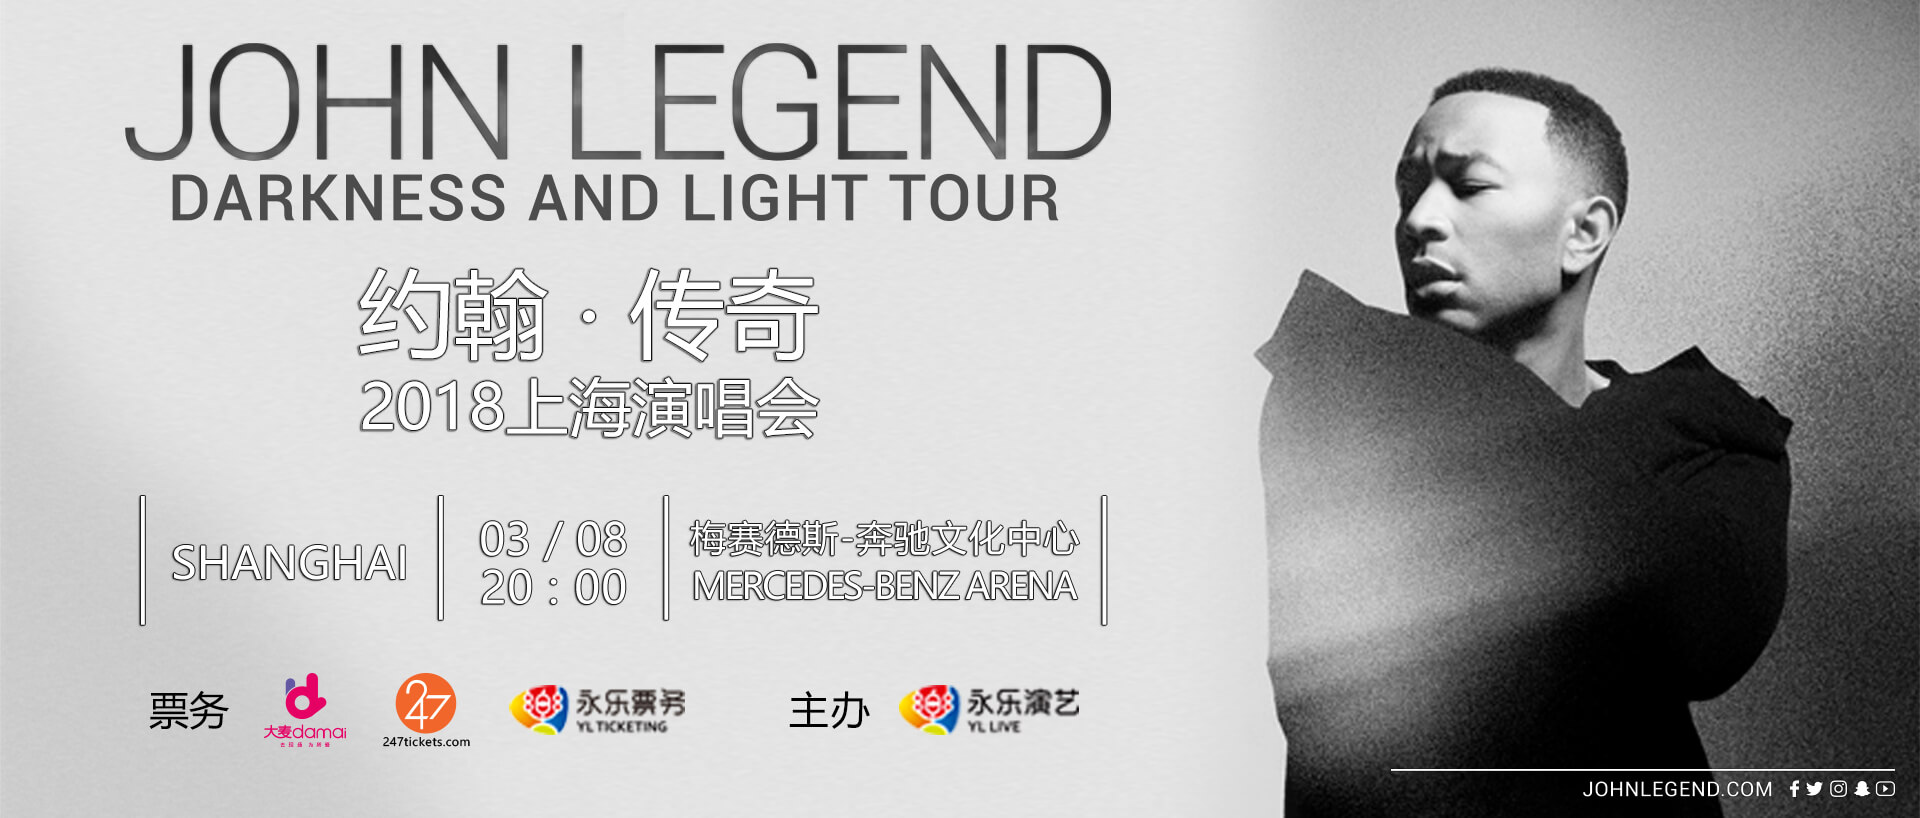 JOHN LEGEND
DARKNESS AND LIGHT TOUR
约翰·传奇
2018上海演唱会
SHANGHAI
03 / 08
20 : 00
梅赛德斯-奔驰文化中心
MERCEDES-BENZ ARENA
票务
大麦damai
247
247tickets.com
永乐票务
YL TICKETING
主办
永乐演艺
YL LIVE
JOHNLEGEND.COM